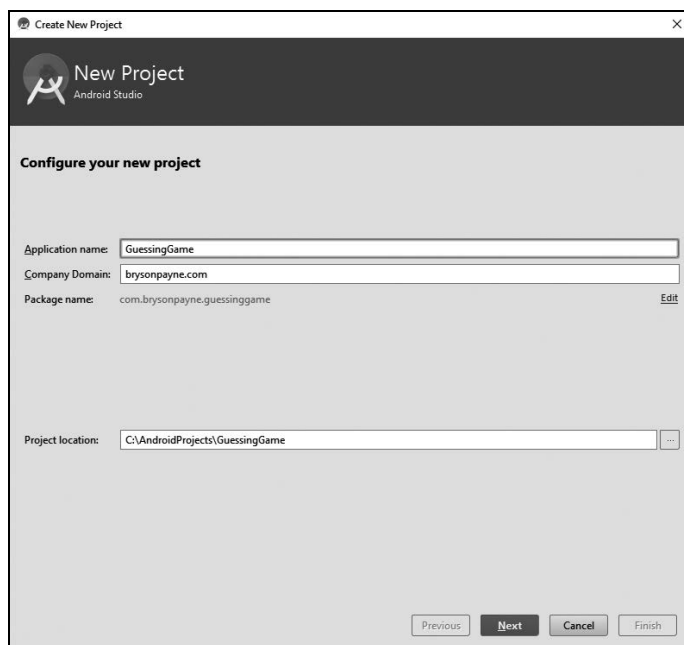 Create New Project
New Project
Android Studio
Configure your new project
Application name: GuessingGame
Company Domain: brysonpayne.com
Package name: com.brysonpayne.guessinggame Edit
Project location: C:\AndroidProjects\GuessingGame ...
Previous Next Cancel Finish